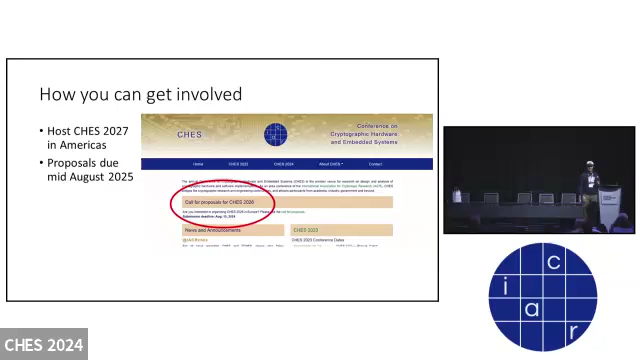 How you can get involved
• Host CHES 2027
in Americas
• Proposals due
mid August 2025
CHES
Conference on
Cryptographic Hardware
and Embedded Systems
Home
CHES 2023
CHES 2024
About CHES
Contact
Call for proposals for CHES 2026
News and Announcements
CHES 2023
CHES 2023 Conference Dates
i
c
a
r
CHES 2024